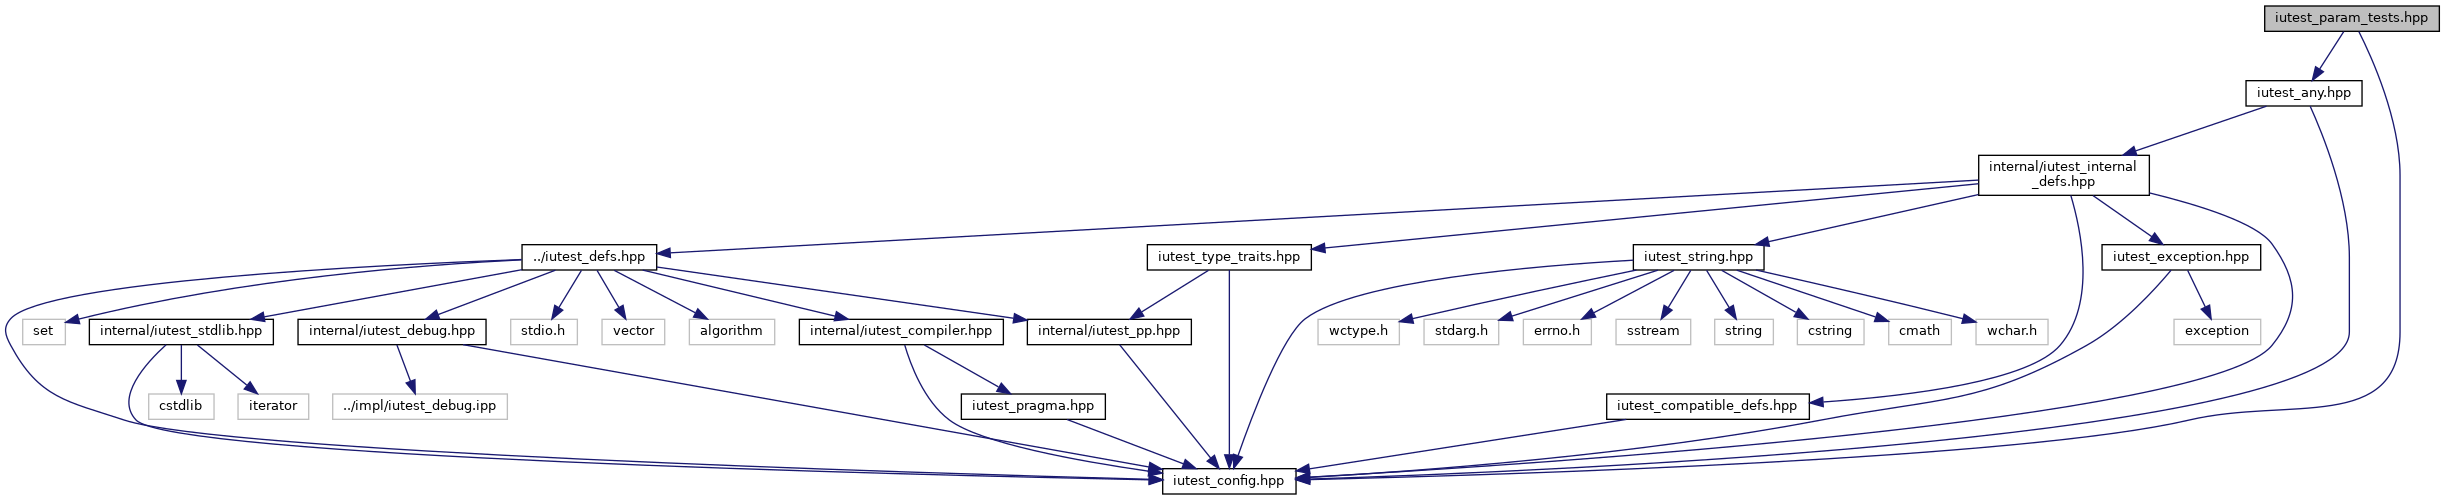 iutest_param_tests.hpp
iutest_any.hpp
internal/iutest_internal
_defs.hpp
../iutest_defs.hpp
iutest_type_traits.hpp
iutest_string.hpp
iutest_exception.hpp
set
internal/iutest_stdlib.hpp
internal/iutest_debug.hpp
stdio.h
vector
algorithm
internal/iutest_compiler.hpp
internal/iutest_pp.hpp
wctype.h
stdarg.h
errno.h
sstream
string
cstring
cmath
wchar.h
exception
cstdlib
iterator
../impl/iutest_debug.ipp
iutest_pragma.hpp
iutest_compatible_defs.hpp
iutest_config.hpp